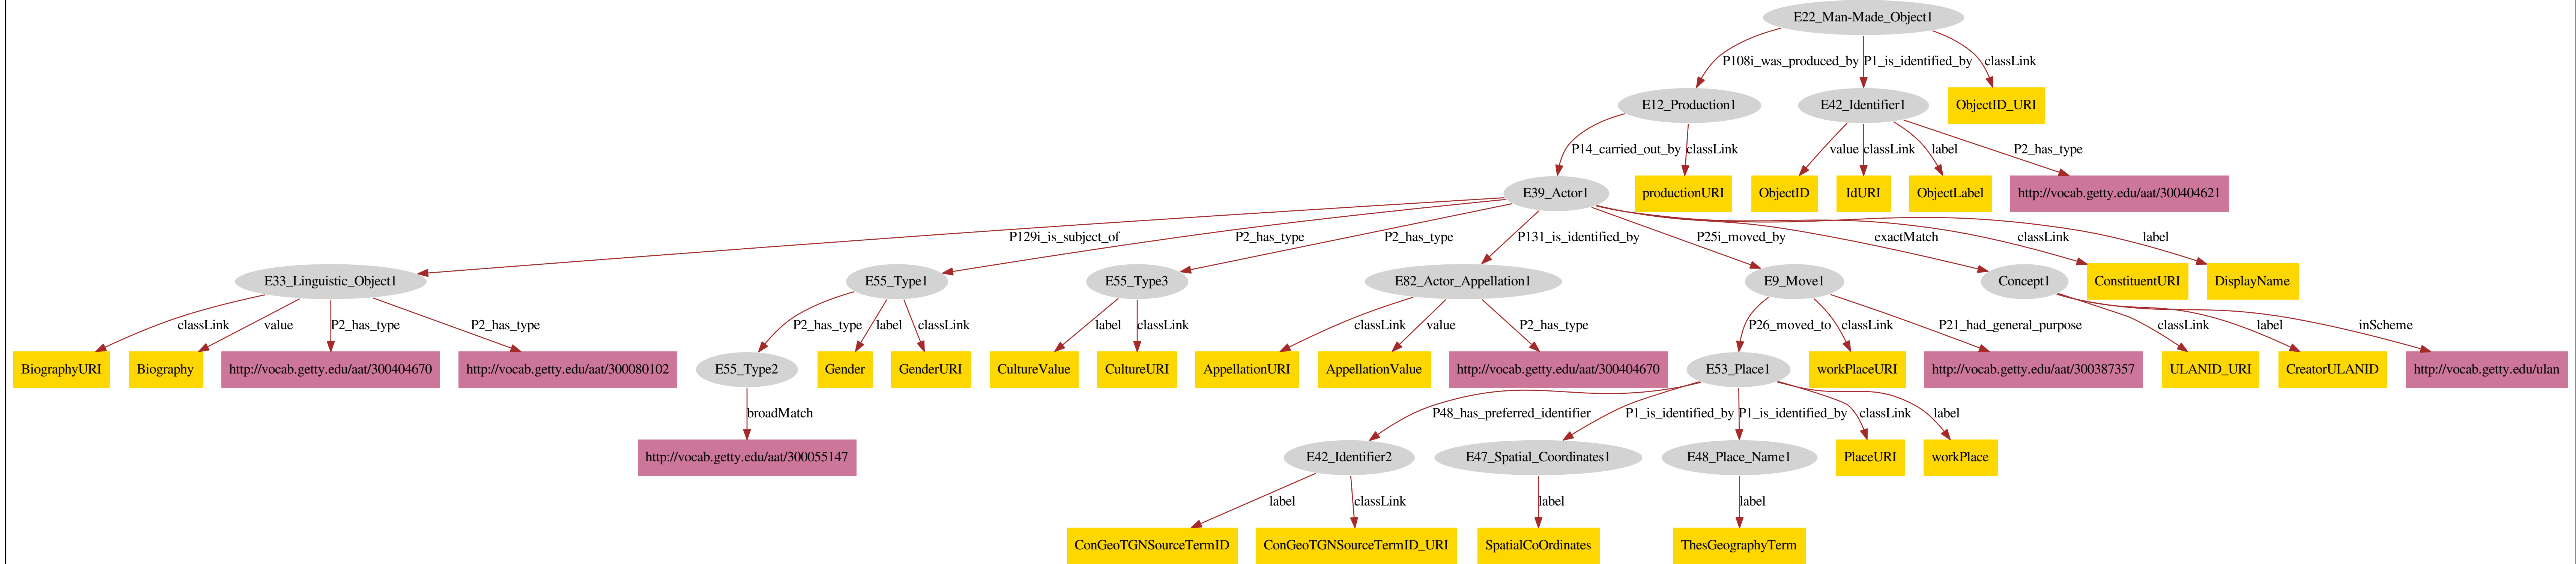 E22_Man-Made_Object1
P108i_was_produced_by P1_is_identified_by classLink
E12_Production1 E42_Identifier1 ObjectID_URI
P14_carried_out_by classLink value classLink label P2_has_type
E39_Actor1 productionURI ObjectID IdURI ObjectLabel http://vocab.getty.edu/aat/300404621
P129i_is_subject_of P2_has_type P2_has_type P131_is_identified_by P25i_moved_by exactMatch classLink label
E33_Linguistic_Object1 E55_Type1 E55_Type3 E82_Actor_Appellation1 E9_Move1 Concept1 ConstituentURI DisplayName
classLink value P2_has_type P2_has_type P2_has_type label classLink label classLink classLink value P2_has_type P26_moved_to classLink P21_had_general_purpose classLink label inScheme
BiographyURI Biography http://vocab.getty.edu/aat/300404670 http://vocab.getty.edu/aat/300080102 E55_Type2 Gender GenderURI CultureValue CultureURI AppellationURI AppellationValue http://vocab.getty.edu/aat/300404670 E53_Place1 workPlaceURI http://vocab.getty.edu/aat/300387357 ULANID_URI CreatorULANID http://vocab.getty.edu/ulan
broadMatch P48_has_preferred_identifier P1_is_identified_by P1_is_identified_by classLink label
http://vocab.getty.edu/aat/300055147 E42_Identifier2 E47_Spatial_Coordinates1 E48_Place_Name1 PlaceURI workPlace
label classLink label label
ConGeoTGNSourceTermID ConGeoTGNSourceTermID_URI SpatialCoOrdinates ThesGeographyTerm